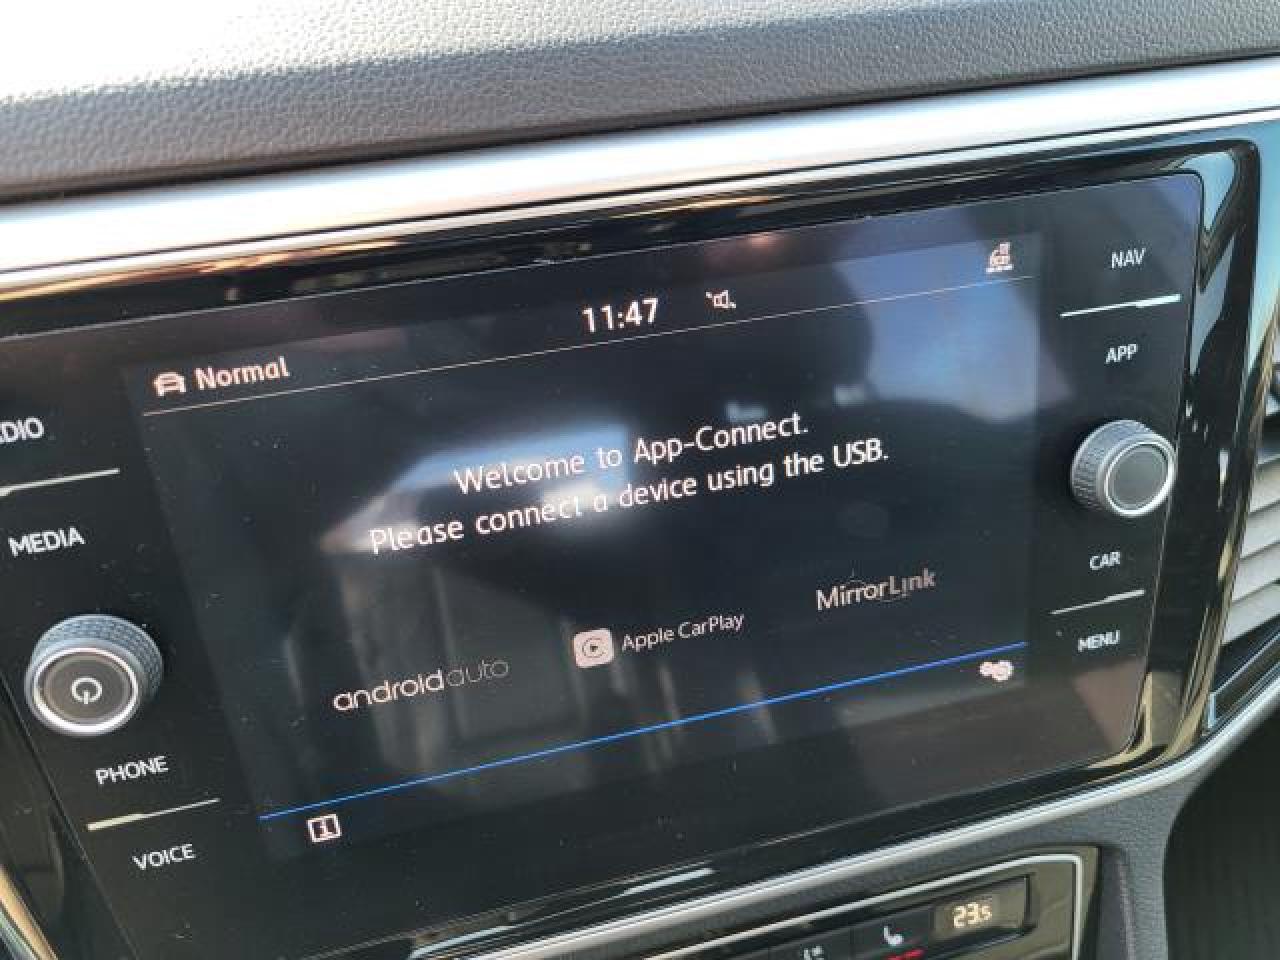 NAV
11:47
Normal
APP
Welcome to App-Connect.
Please connect a device using the USB.
MEDIA
CAR
MirrorLink
Apple CarPlay
androidauto
MENU
PHONE
VOICE
23.5